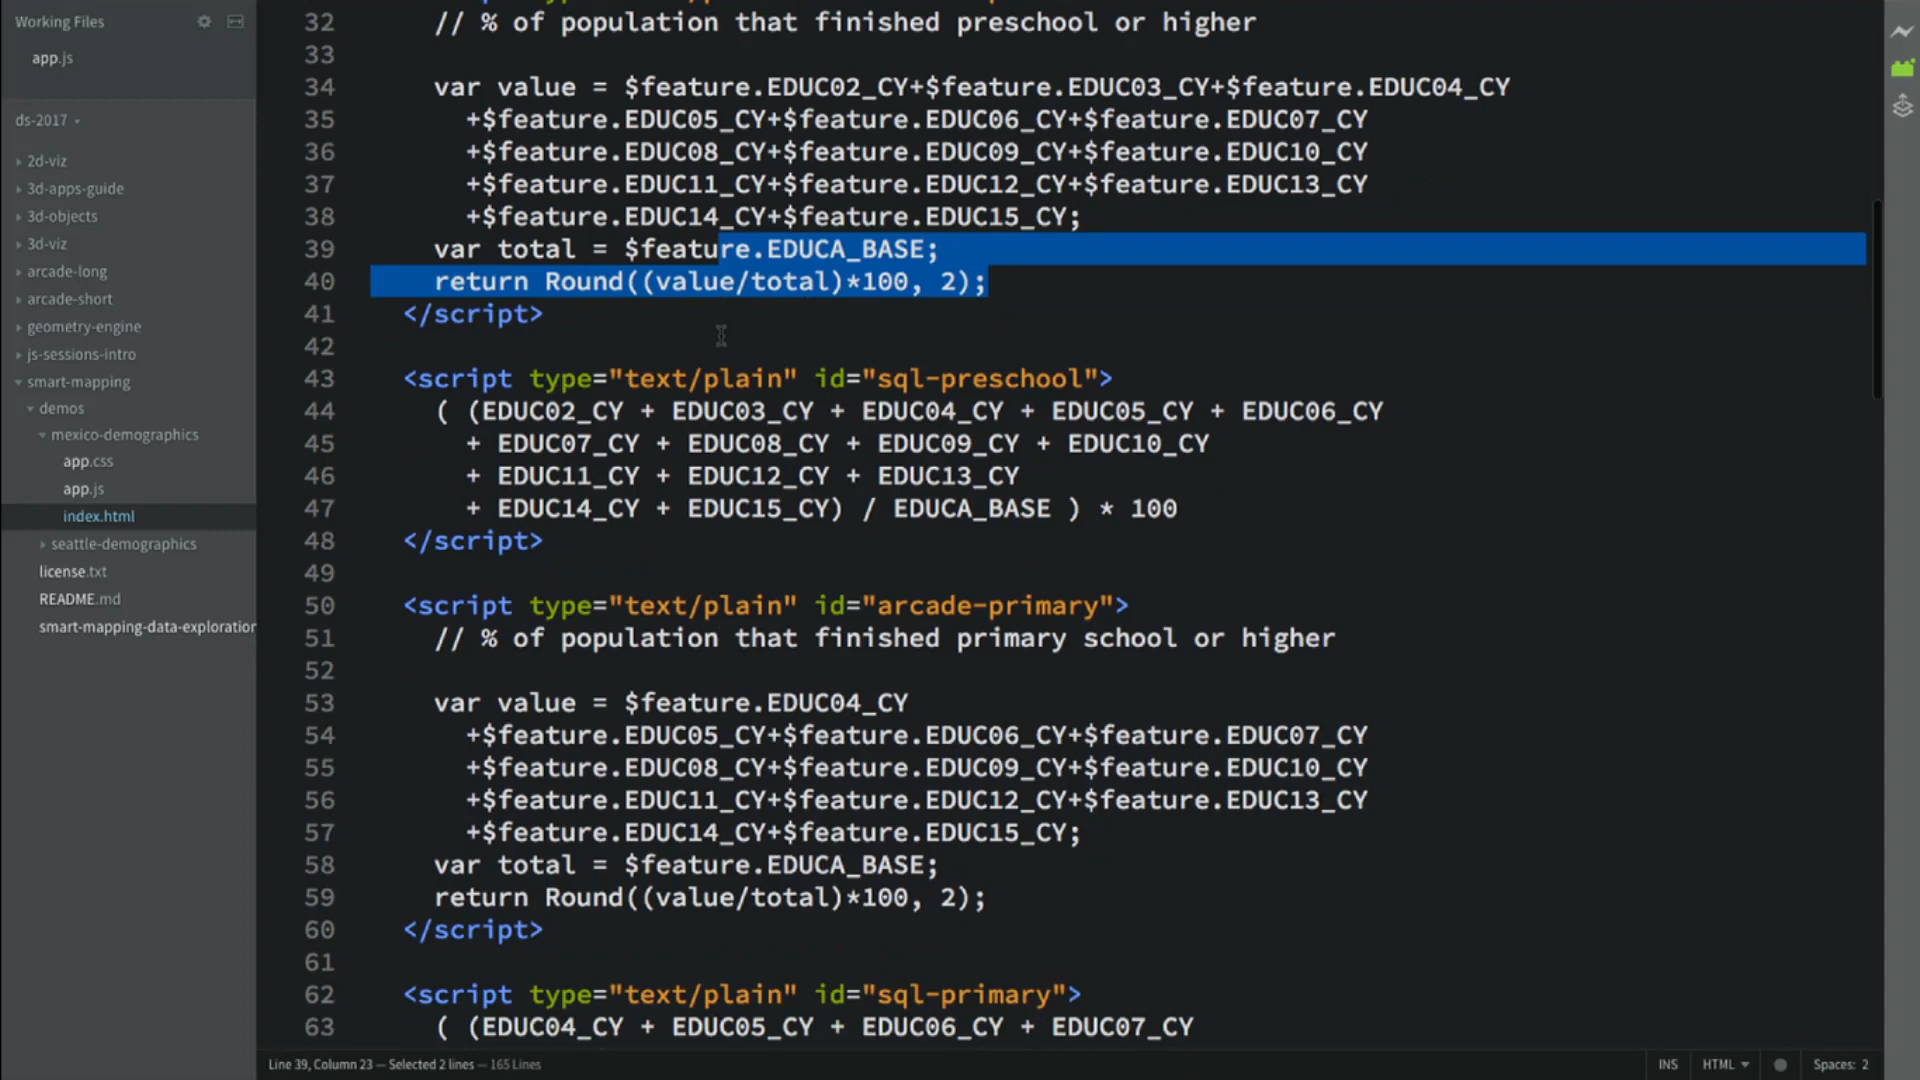 Working Files
app.js
ds-2017
2d-viz
3d-apps-guide
3d-objects
3d-viz
arcade-long
arcade-short
geometry-engine
js-sessions-intro
smart-mapping
demos
mexico-demographics
app.css
app.js
index.html
seattle-demographics
license.txt
README.md
smart-mapping-data-exploration
32 // % of population that finished preschool or higher
33
34 var value = $feature.EDUC02_CY+$feature.EDUC03_CY+$feature.EDUC04_CY
35 +$feature.EDUC05_CY+$feature.EDUC06_CY+$feature.EDUC07_CY
36 +$feature.EDUC08_CY+$feature.EDUC09_CY+$feature.EDUC10_CY
37 +$feature.EDUC11_CY+$feature.EDUC12_CY+$feature.EDUC13_CY
38 +$feature.EDUC14_CY+$feature.EDUC15_CY;
39 var total = $feature.EDUCA_BASE;
40 return Round((value/total)*100, 2);
41 </script>
42
43 <script type="text/plain" id="sql-preschool">
44 ( (EDUC02_CY + EDUC03_CY + EDUC04_CY + EDUC05_CY + EDUC06_CY
45 + EDUC07_CY + EDUC08_CY + EDUC09_CY + EDUC10_CY
46 + EDUC11_CY + EDUC12_CY + EDUC13_CY
47 + EDUC14_CY + EDUC15_CY) / EDUCA_BASE ) * 100
48 </script>
49
50 <script type="text/plain" id="arcade-primary">
51 // % of population that finished primary school or higher
52
53 var value = $feature.EDUC04_CY
54 +$feature.EDUC05_CY+$feature.EDUC06_CY+$feature.EDUC07_CY
55 +$feature.EDUC08_CY+$feature.EDUC09_CY+$feature.EDUC10_CY
56 +$feature.EDUC11_CY+$feature.EDUC12_CY+$feature.EDUC13_CY
57 +$feature.EDUC14_CY+$feature.EDUC15_CY;
58 var total = $feature.EDUCA_BASE;
59 return Round((value/total)*100, 2);
60 </script>
61
62 <script type="text/plain" id="sql-primary">
63 ( (EDUC04_CY + EDUC05_CY + EDUC06_CY + EDUC07_CY
Line 39, Column 23 — Selected 2 lines — 165 Lines
INS HTML Spaces: 2